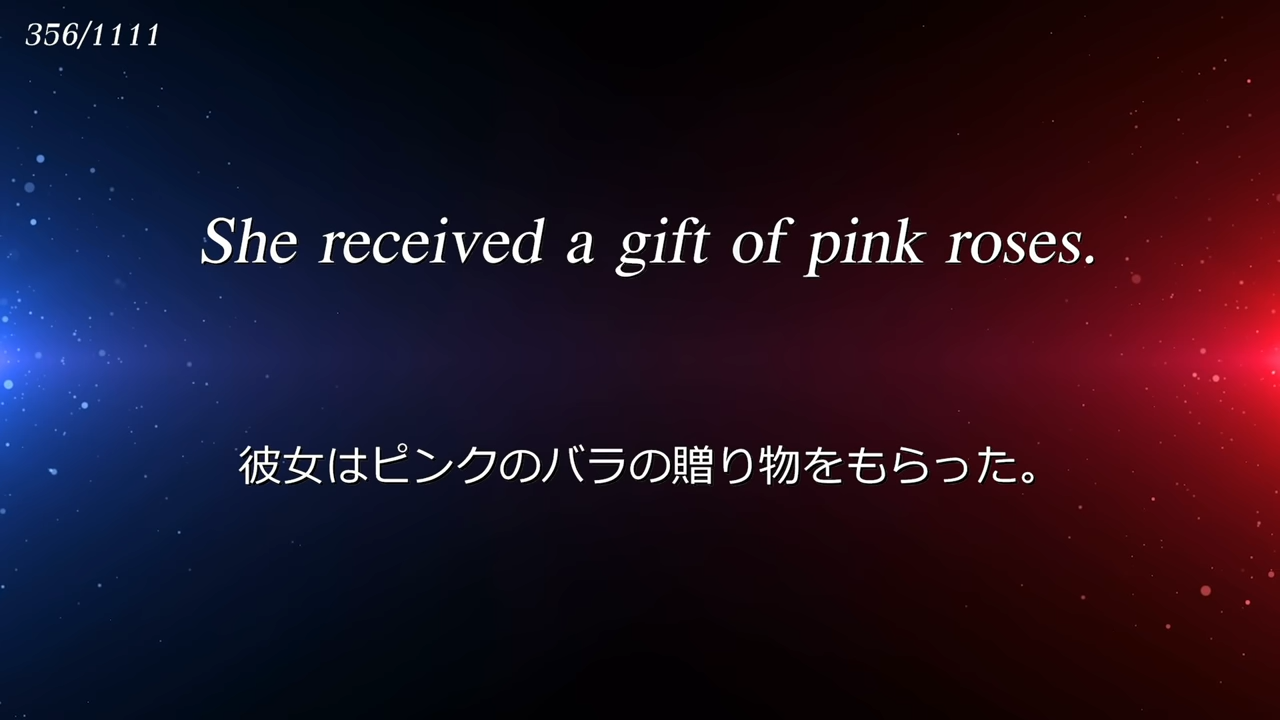 356/1111
She received a gift of pink roses.
彼女はピンクのバラの贈り物をもらった。